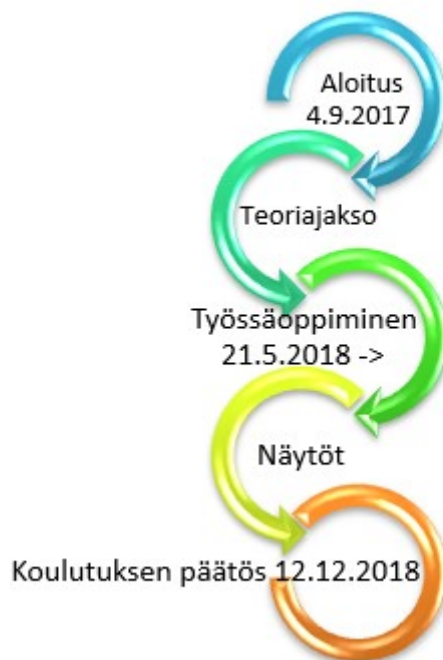 Aloitus
4.9.2017
Teoriajakso
Työssäoppiminen
21.5.2018 ->
Näytöt
Koulutuksen päätös 12.12.2018